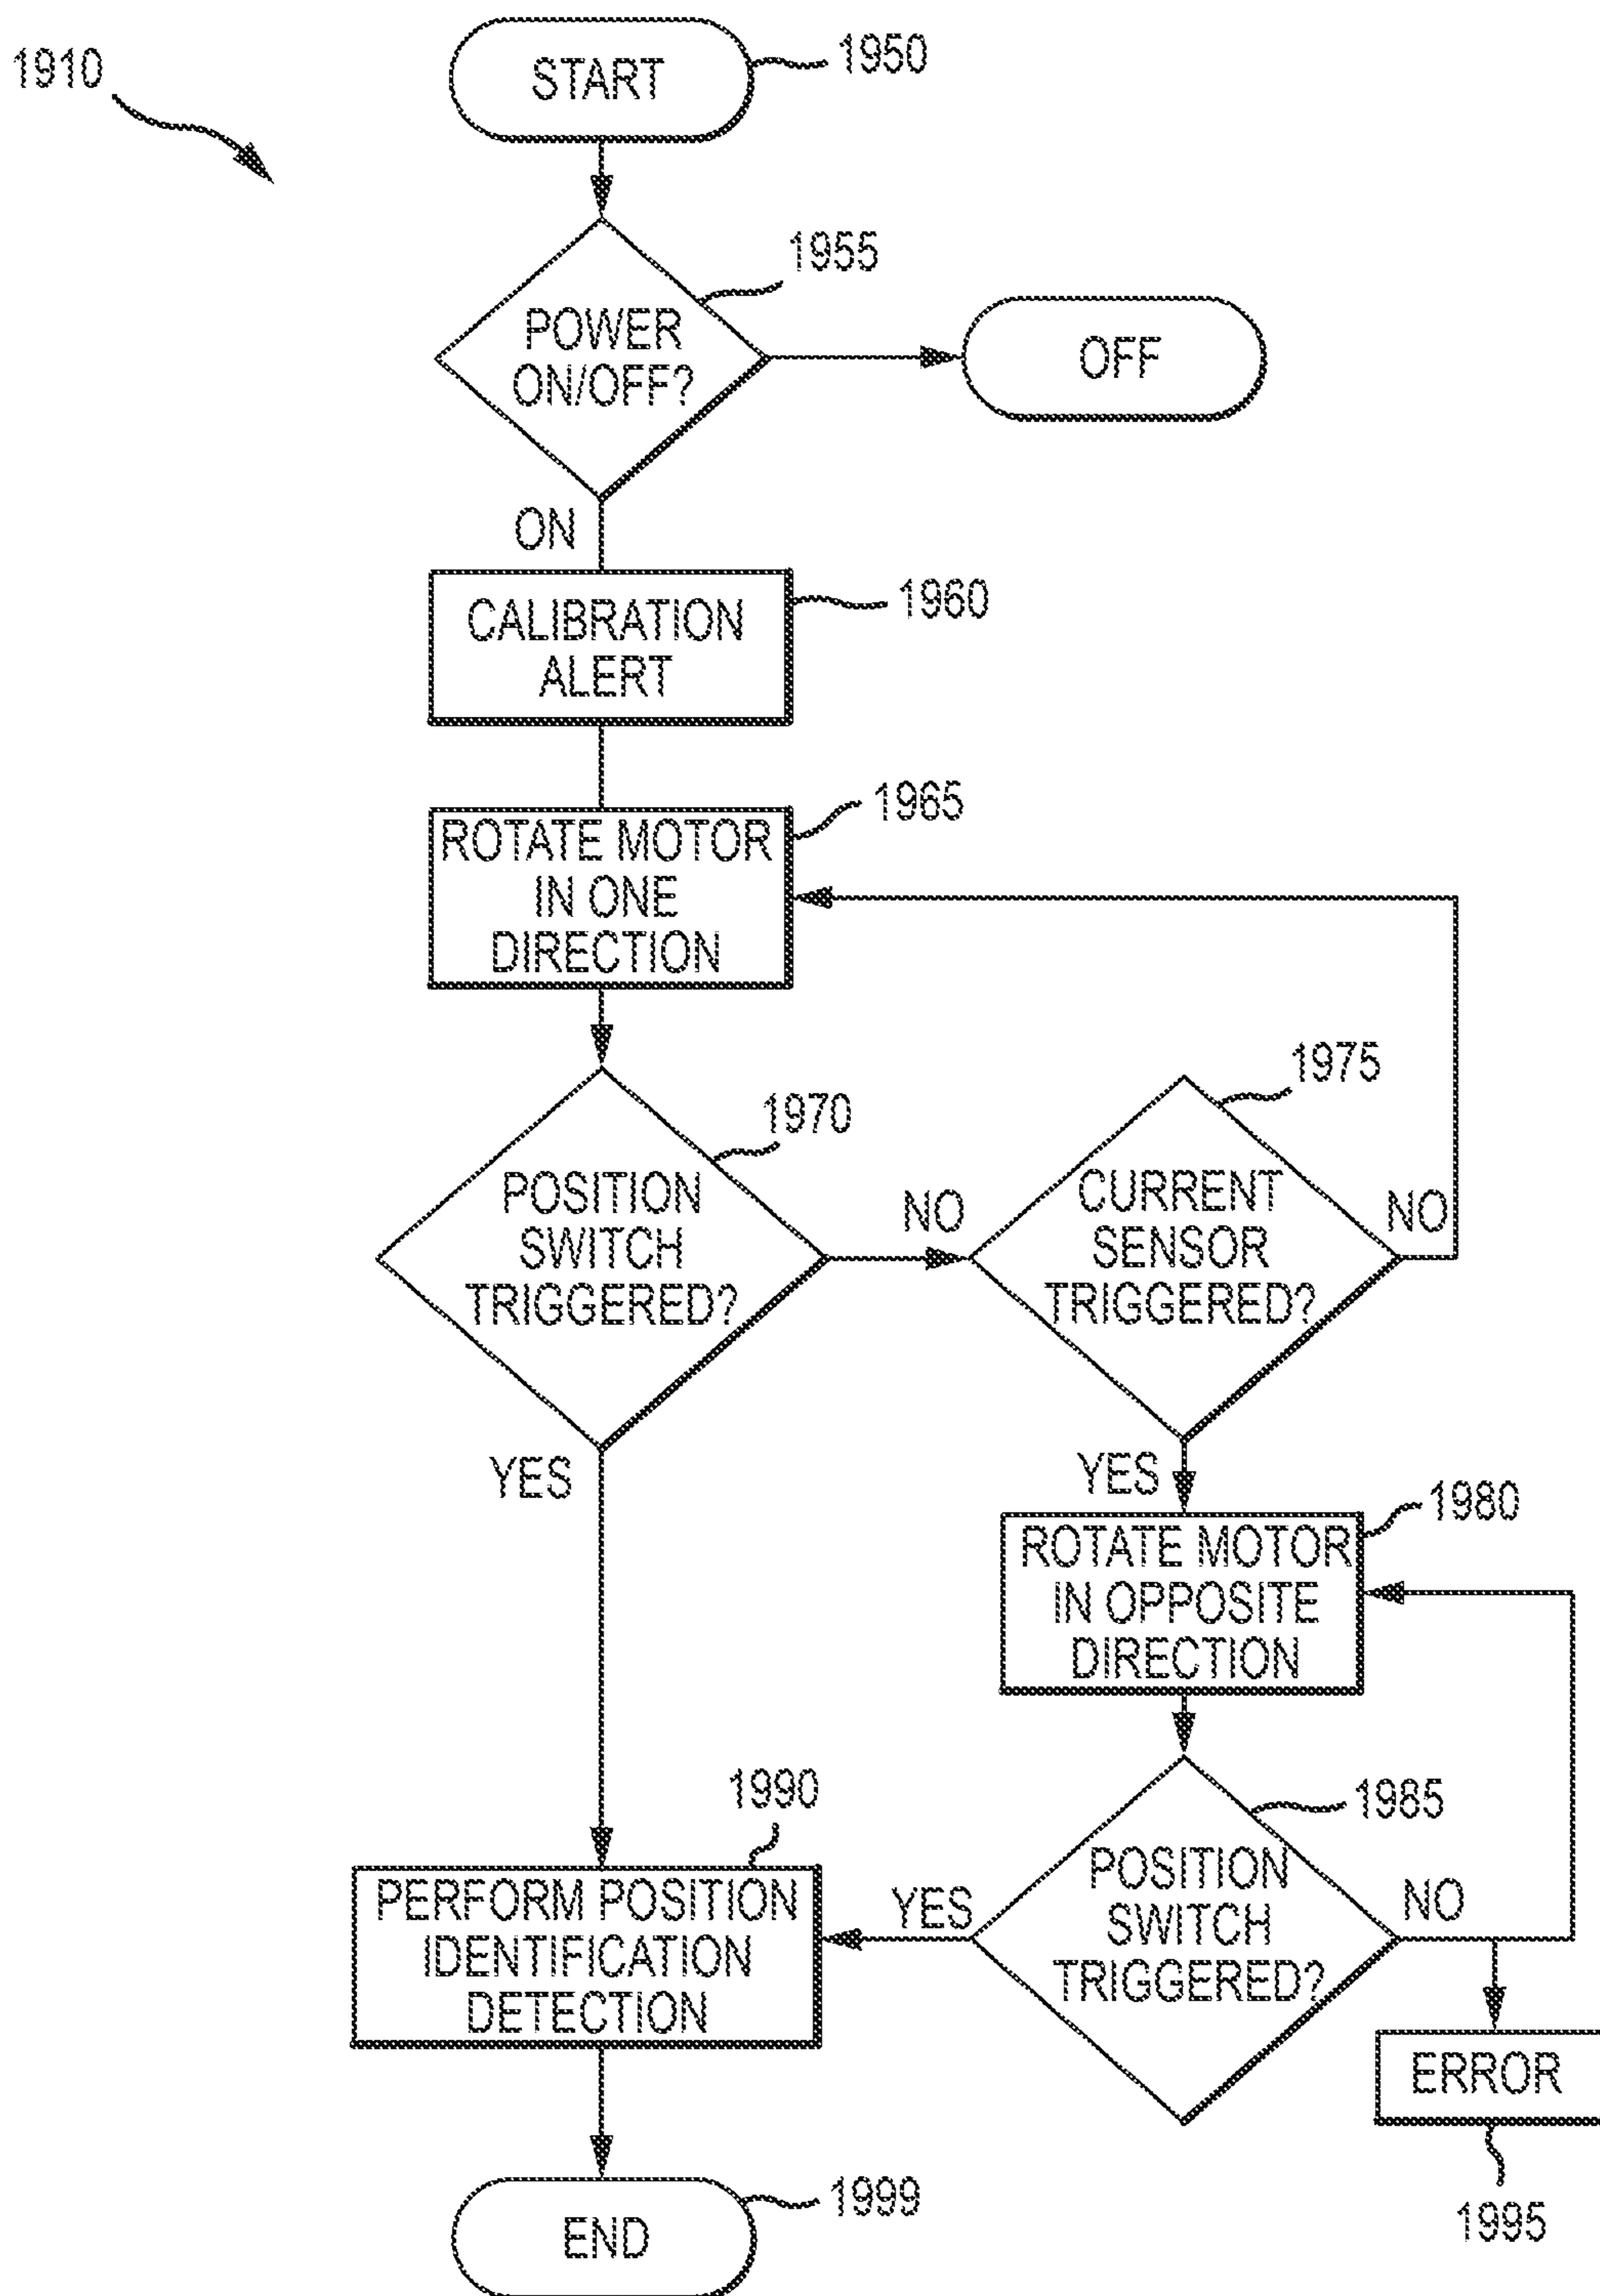 1910
START
1950
1955
POWER
ON/OFF?
OFF
ON
1960
CALIBRATION
ALERT
1965
ROTATE MOTOR
IN ONE
DIRECTION
1970
POSITION
SWITCH
TRIGGERED?
NO
1975
CURRENT
SENSOR
TRIGGERED?
NO
YES
YES
1980
ROTATE MOTOR
IN OPPOSITE
DIRECTION
1985
POSITION
SWITCH
TRIGGERED?
YES
NO
1990
PERFORM POSITION
IDENTIFICATION
DETECTION
ERROR
1995
END
1999